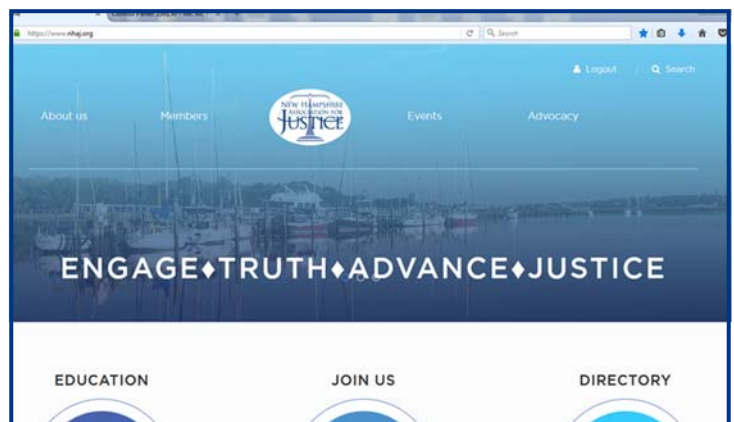 https://www.nhaj.org
Search
Logout
Search
About us
Members
NEW HAMPSHIRE
ASSOCIATION FOR
JUSTICE
Events
Advocacy
ENGAGE♦TRUTH♦ADVANCE♦JUSTICE
EDUCATION
JOIN US
DIRECTORY